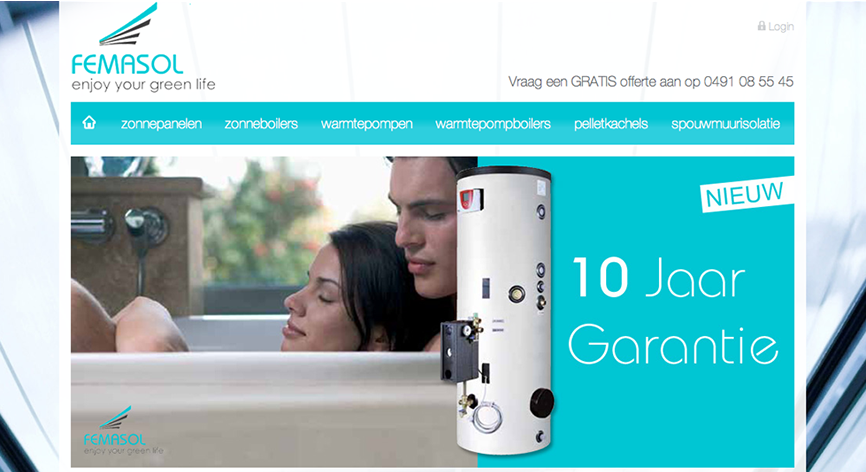 FEMASOL
enjoy your green life
Login
Vraag een GRATIS offerte aan op 0491 08 55 45
zonnepanelen zonneboilers warmtepompen warmtepompboilers pelletkachels spouwmuurisolatie
NIEUW
10 Jaar
Garantie
FEMASOL
enjoy your green life